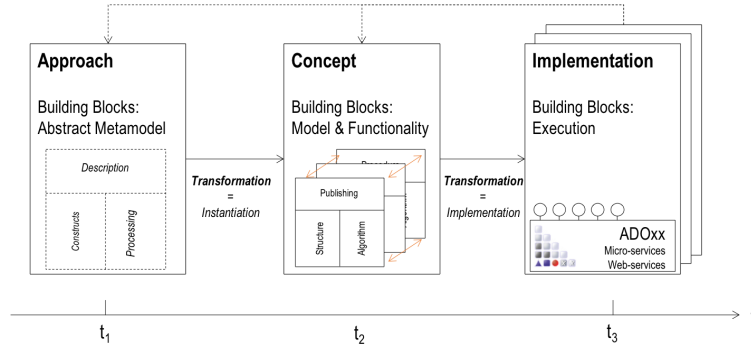 Approach
Building Blocks:
Abstract Metamodel
Description
Constructs
Processing
Transformation
=
Instantiation
Concept
Building Blocks:
Model & Functionality
Publishing
Structure
Algorithm
Transformation
=
Implementation
Implementation
Building Blocks:
Execution
ADOxx
Micro-services
Web-services
t1
t2
t3